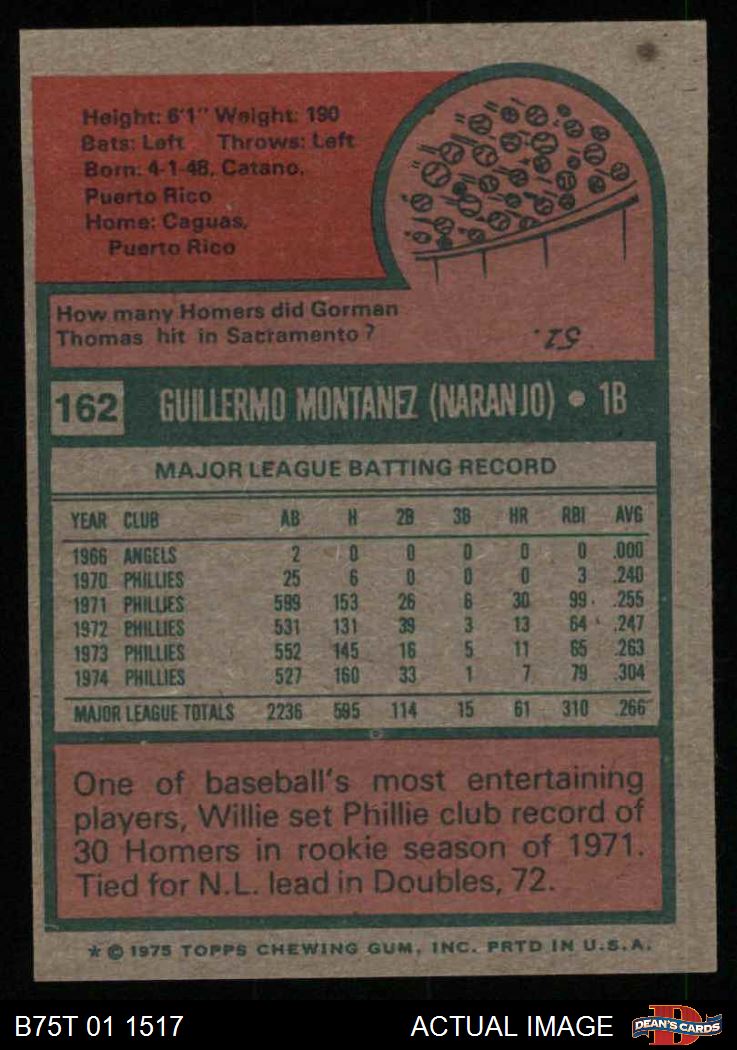 Height: 6'1" Weight: 190
Bats: Left Throws: Left
Born: 4-1-48, Catano,
Puerto Rico
Home: Caguas,
Puerto Rico
How many Homers did Gorman
Thomas hit in Sacramento?
51.
162 GUILLERMO MONTANEZ (NARANJO) • 1B
MAJOR LEAGUE BATTING RECORD
YEAR CLUB AB H 2B 3B HR RBI AVG
1966 ANGELS 2 0 0 0 0 0 .000
1970 PHILLIES 25 6 0 0 0 3 .240
1971 PHILLIES 599 153 26 6 30 99 .255
1972 PHILLIES 531 131 39 3 13 64 .247
1973 PHILLIES 552 145 16 5 11 65 .263
1974 PHILLIES 527 160 33 1 7 79 .304
MAJOR LEAGUE TOTALS 2236 595 114 15 61 310 .266
One of baseball's most entertaining
players, Willie set Phillie club record of
30 Homers in rookie season of 1971.
Tied for N.L. lead in Doubles, 72.
* © 1975 TOPPS CHEWING GUM, INC. PRTD IN U.S.A.
B75T 01 1517 ACTUAL IMAGE DEAN'S CARDS